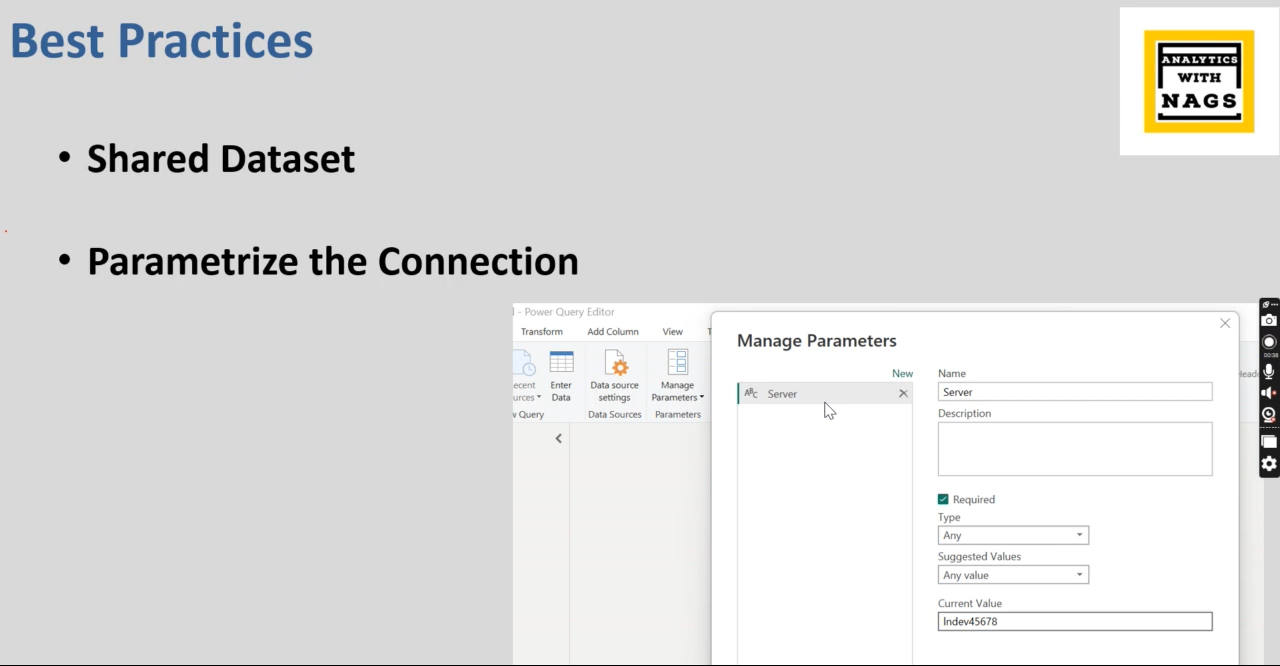 Best Practices
ANALYTICS
WITH
NAGS
• Shared Dataset
• Parametrize the Connection
- Power Query Editor
Transform
Add Column
View
Enter
Data
Data source
settings
Manage
Parameters
Query
Data Sources
Parameters
Manage Parameters
New
ABC Server
Name
Server
Description
Required
Type
Any
Suggested Values
Any value
Current Value
Indev45678